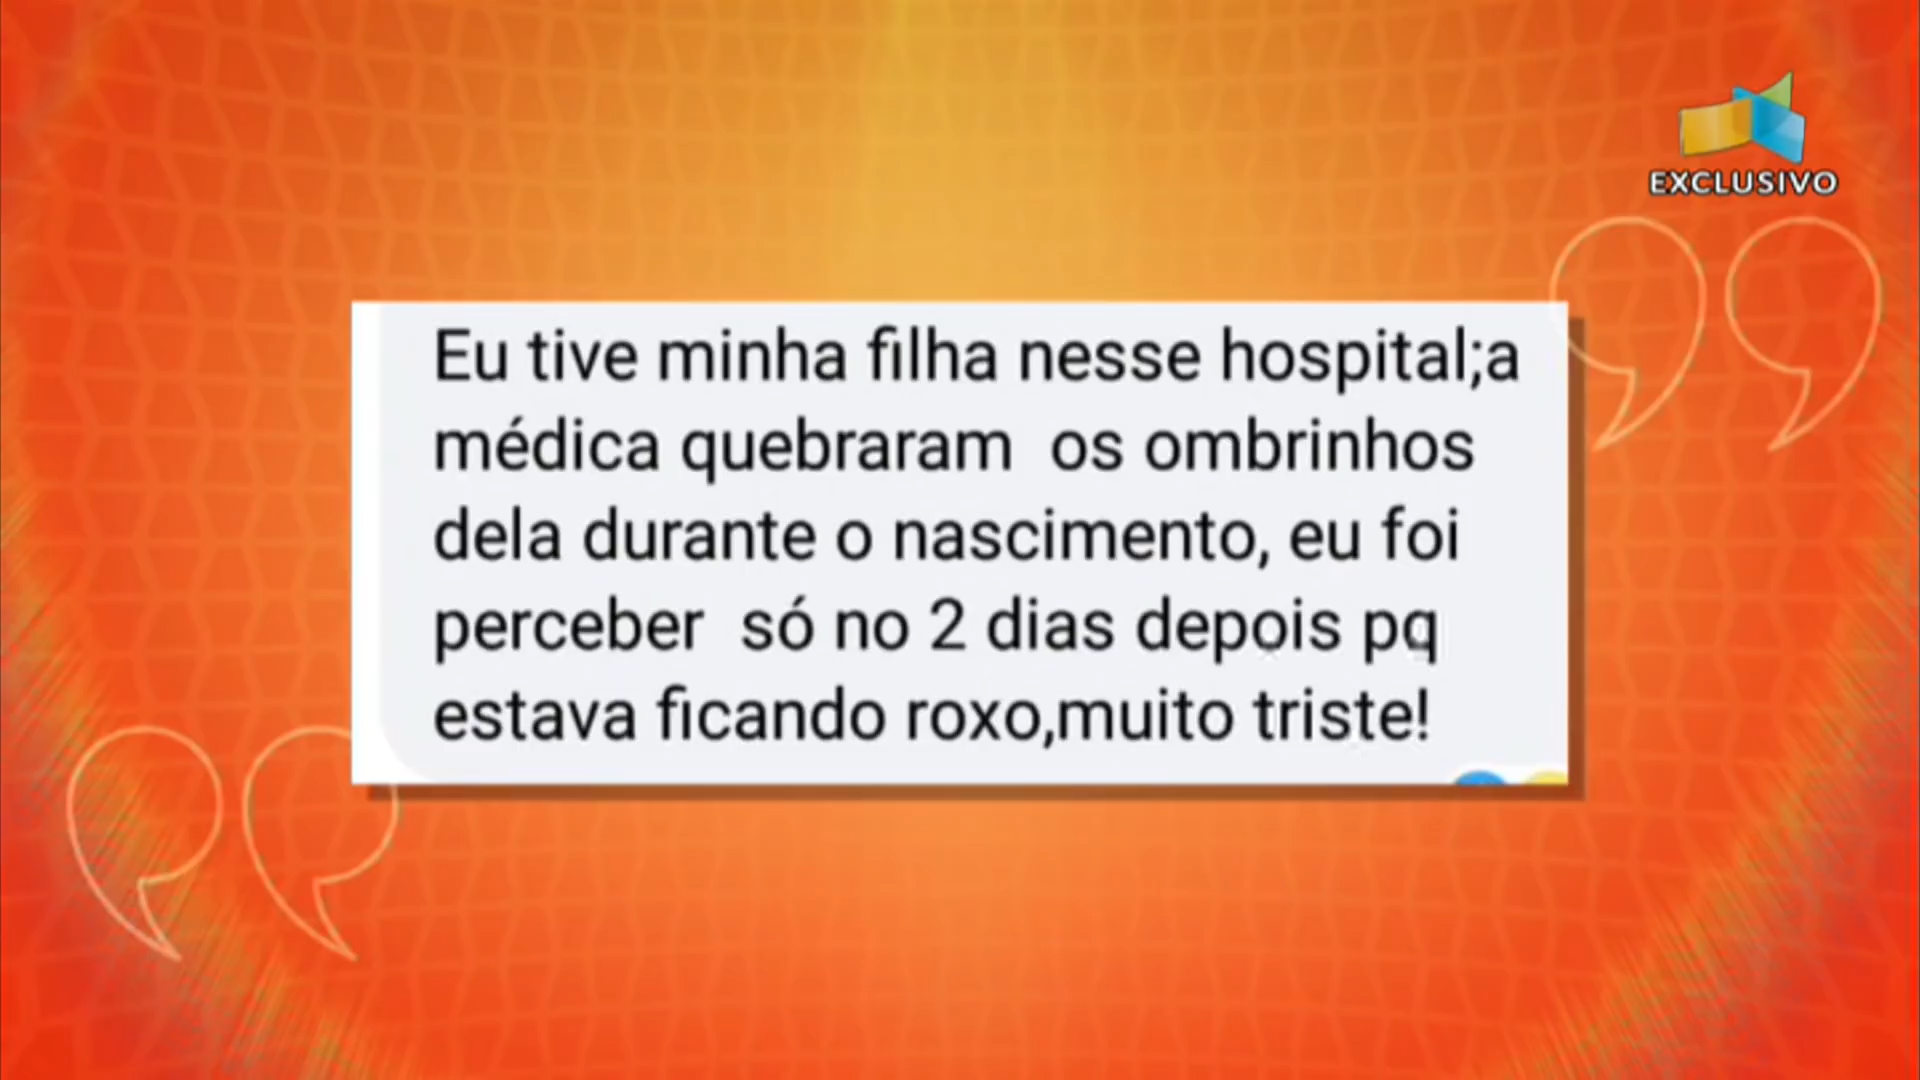 EXCLUSIVO
Eu tive minha filha nesse hospital;a
médica quebraram  os ombrinhos
dela durante o nascimento, eu foi
perceber  só no 2 dias depois pq
estava ficando roxo,muito triste!